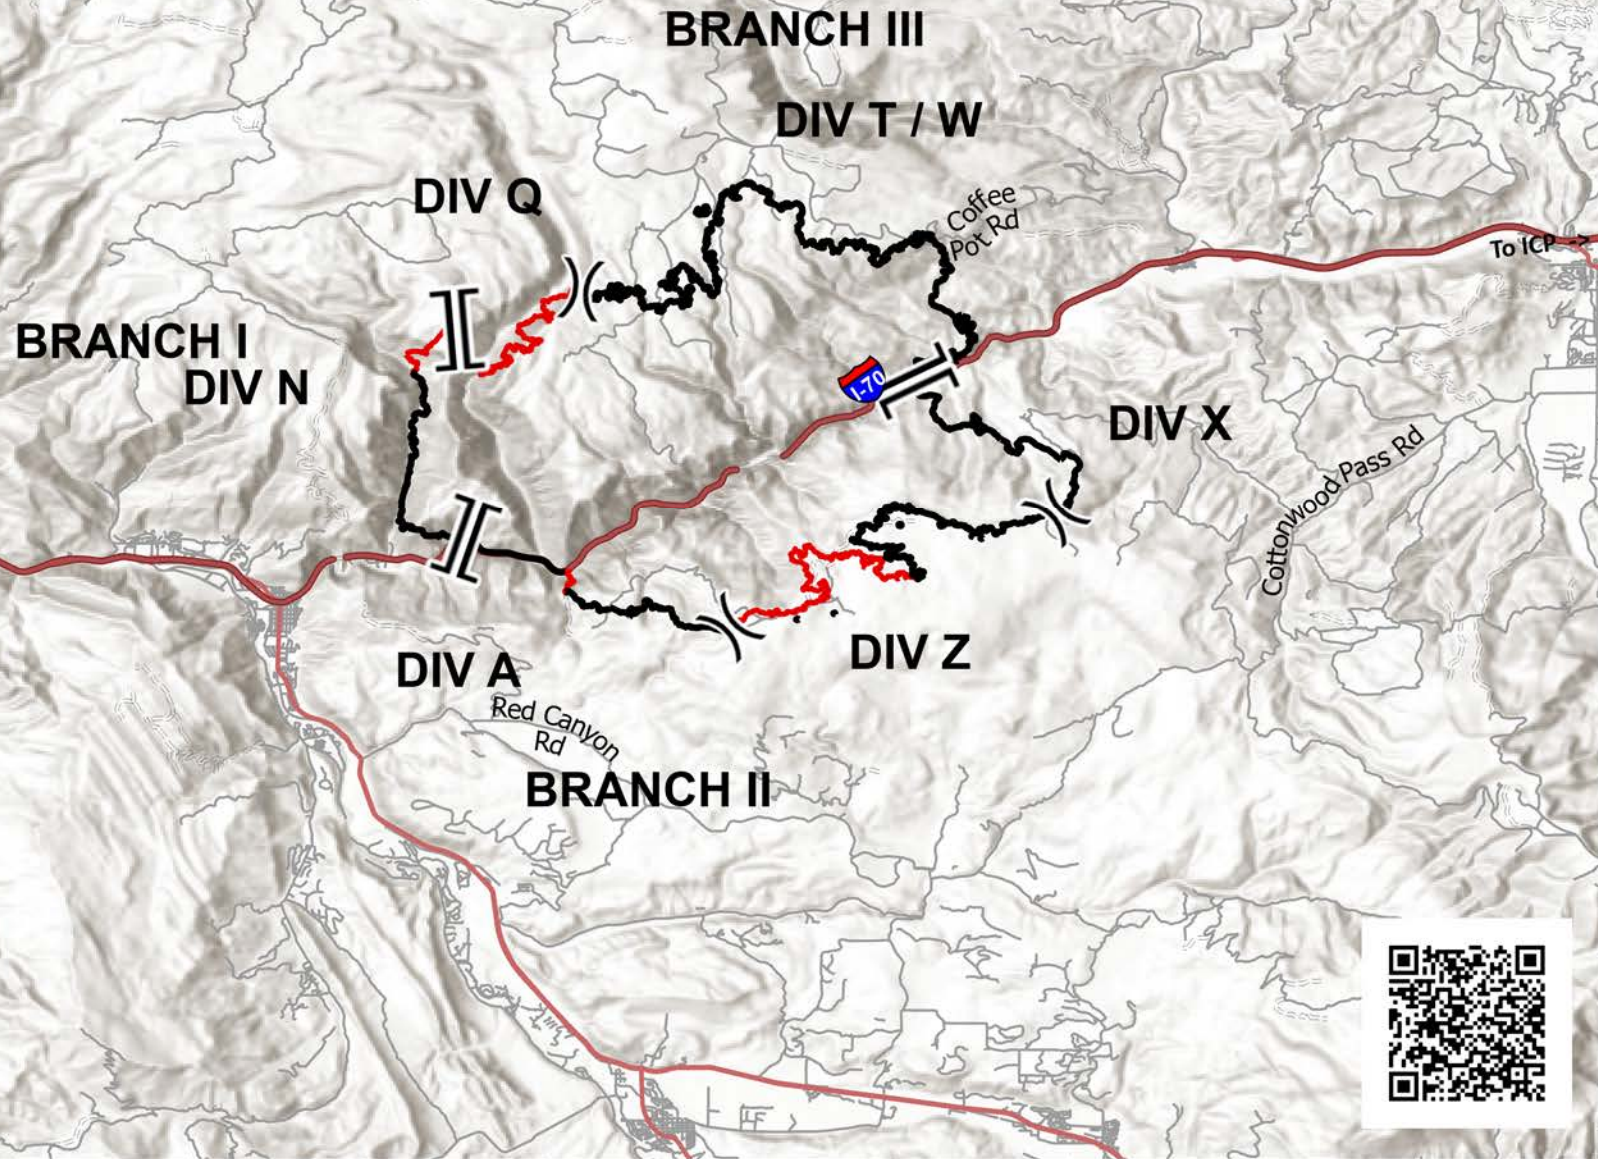 BRANCH III
DIV T / W
DIV Q
Coffee
Pot Rd
To ICP ->
BRANCH I
DIV N
I-70
DIV X
Cottonwood Pass Rd
DIV Z
DIV A
Red Canyon
Rd
BRANCH II